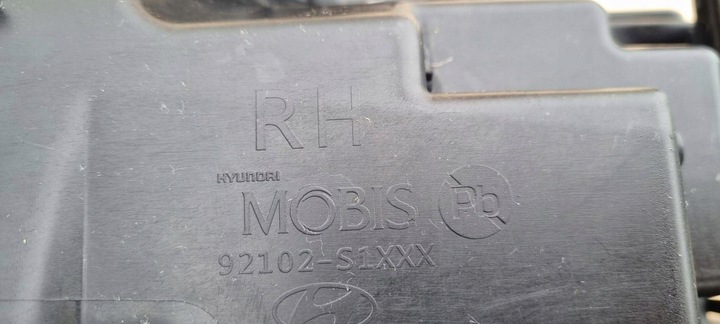 RH
HYUNDAI
MOBIS Pb
92102-S1XXX